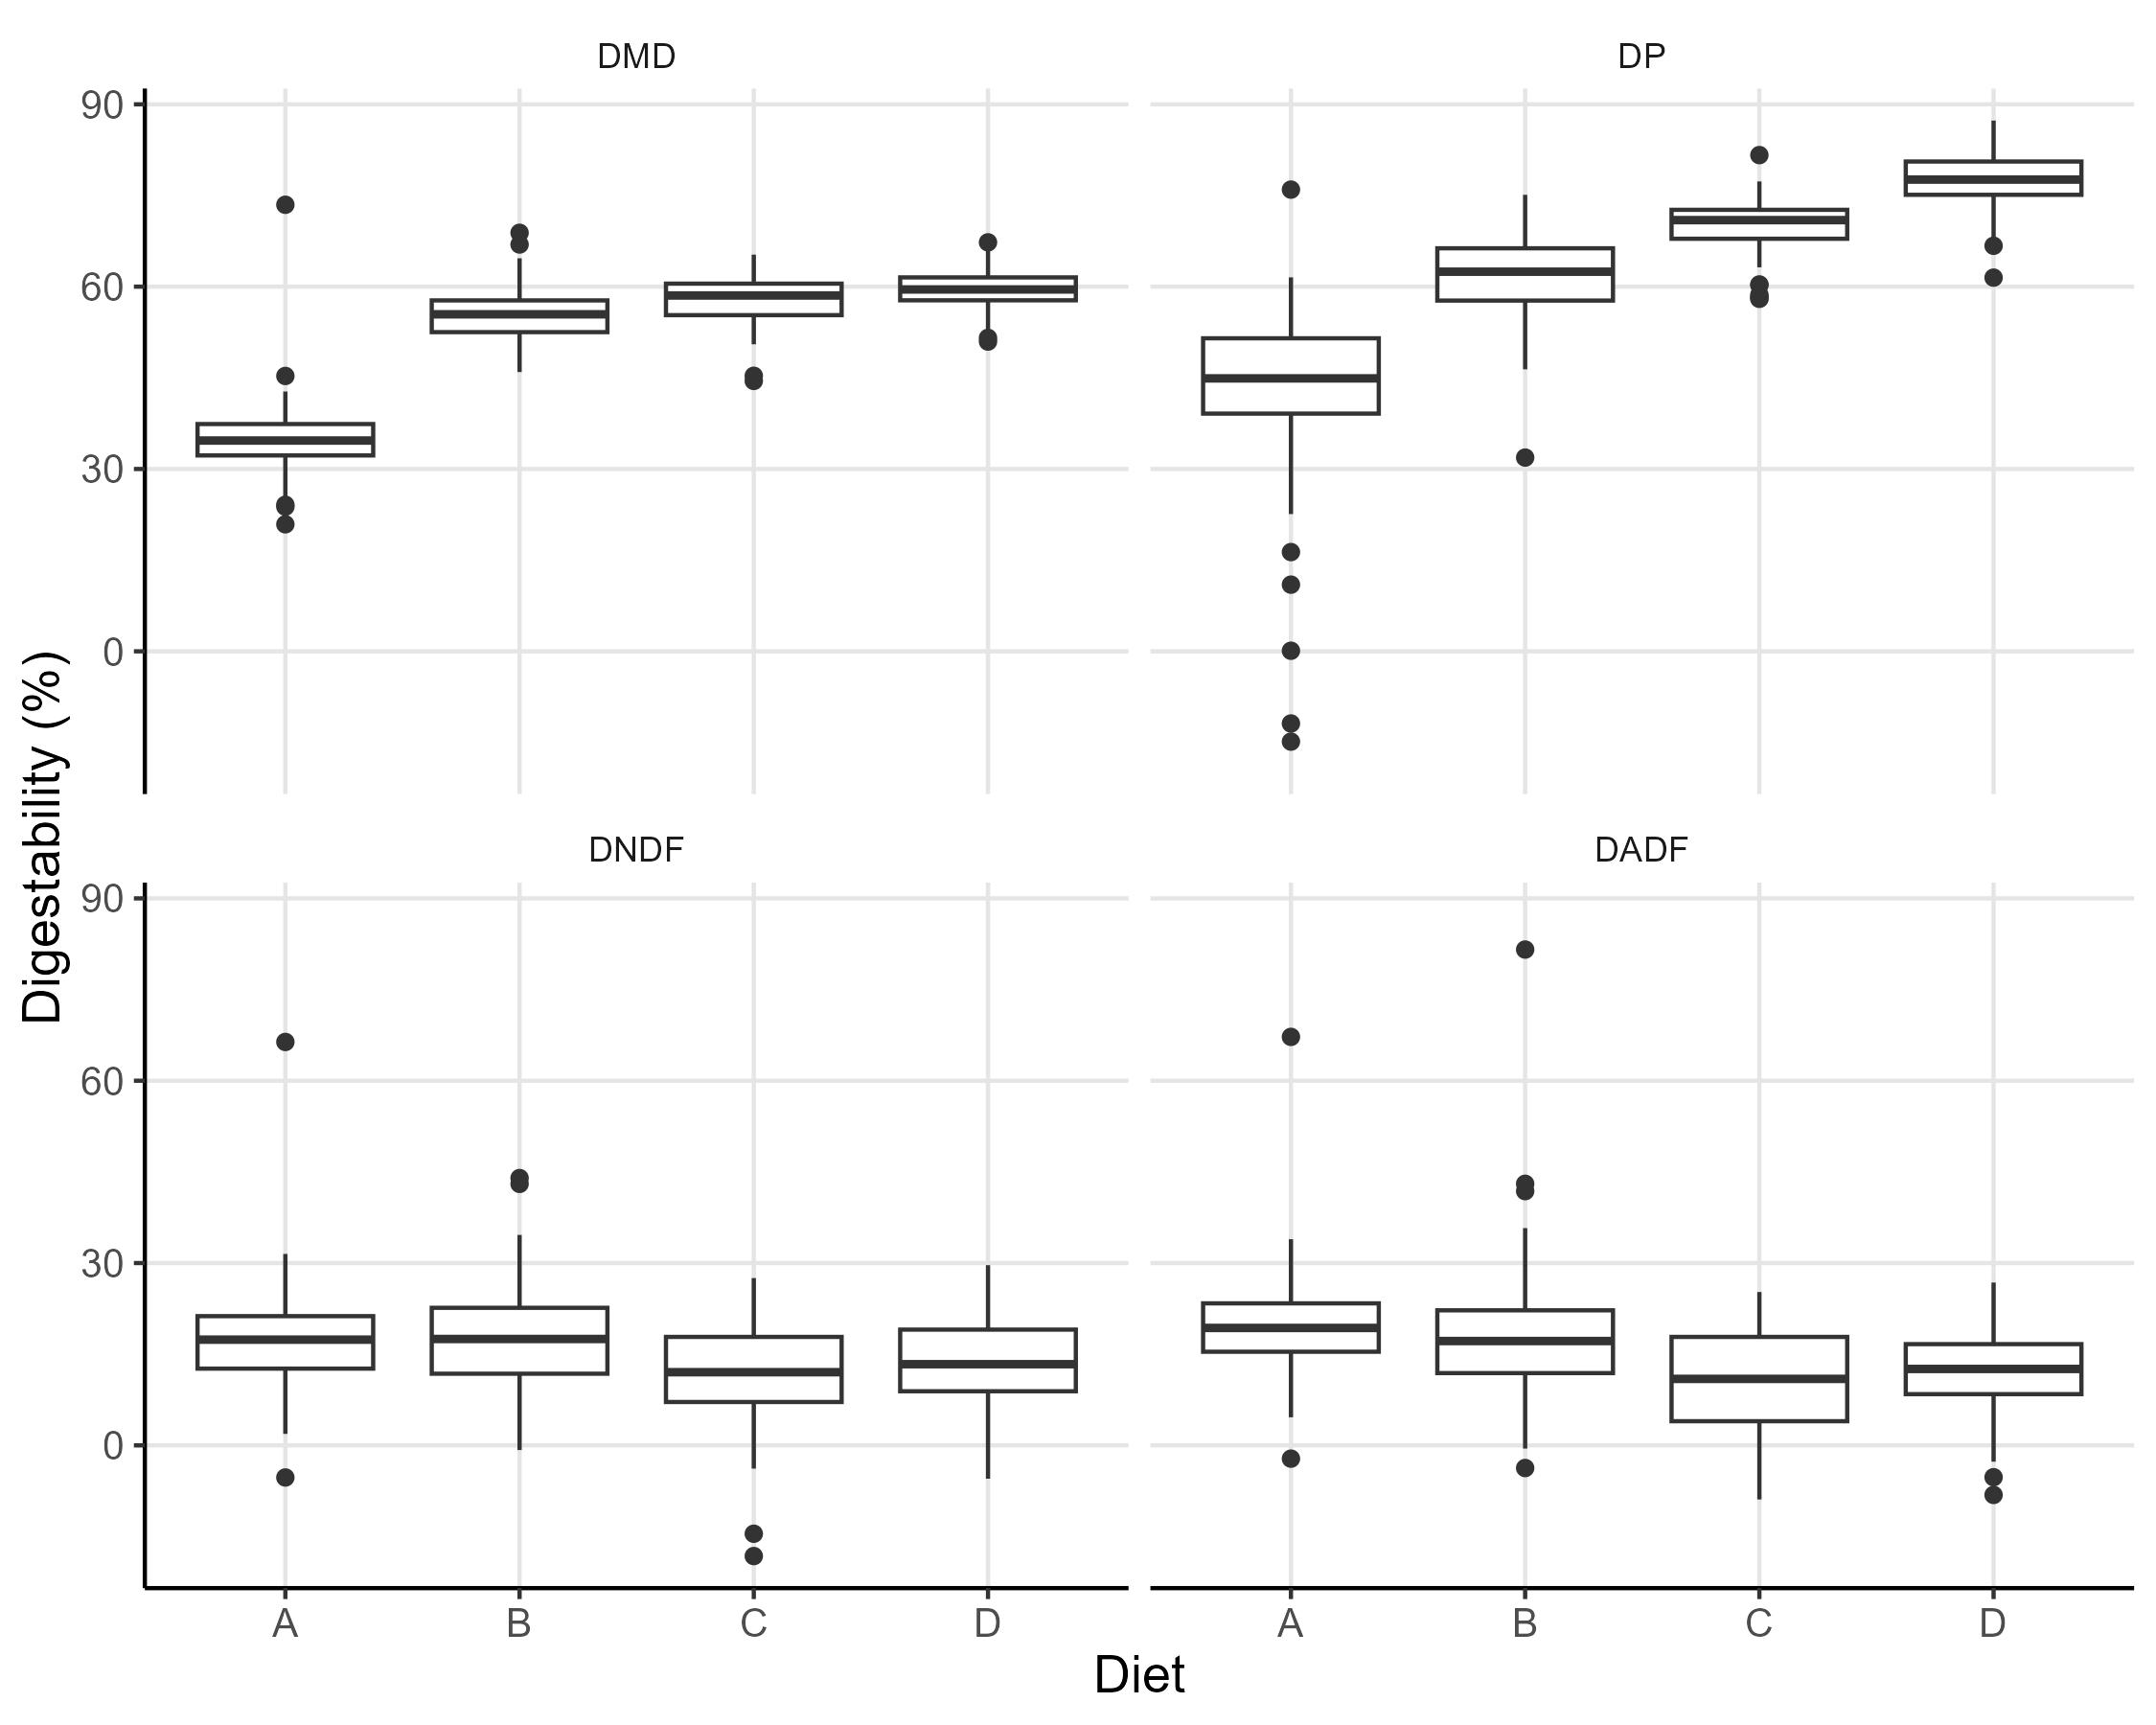 DMD
DP
90
60
30
0
Digestability (%)
DNDF
DADF
90
60
30
0
A B C D A B C D
Diet